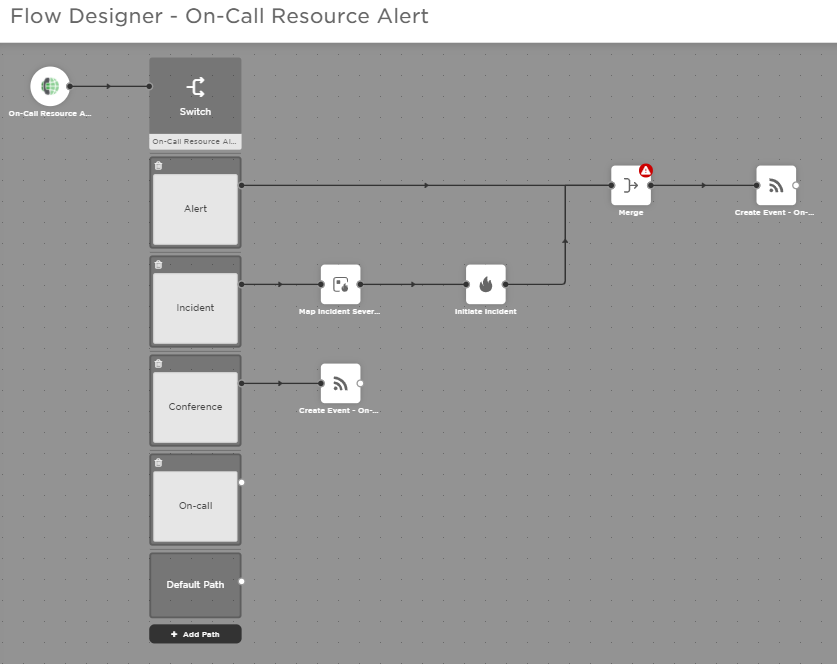 Flow Designer - On-Call Resource Alert
On-Call Resource A...
Switch
On-Call Resource Al...
Alert
Merge
Create Event - On-...
Incident
Map Incident Sever...
Initiate Incident
Conference
Create Event - On-...
On-call
Default Path
+ Add Path